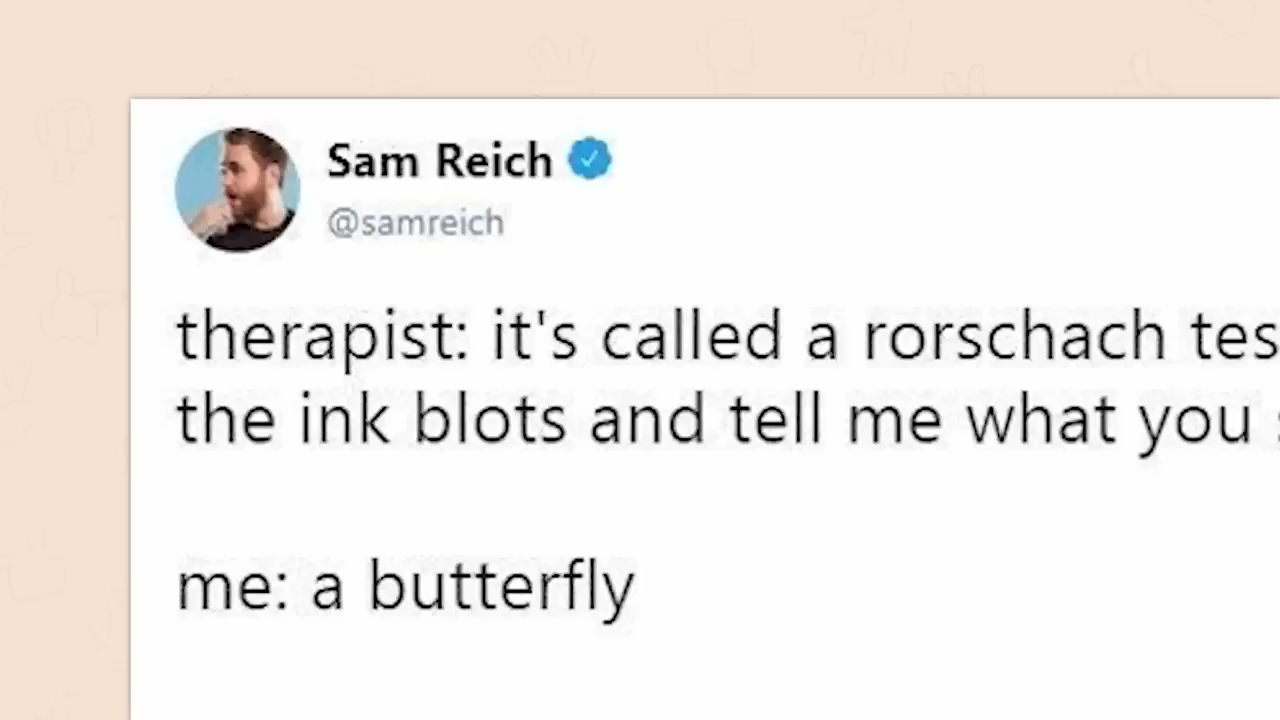 Sam Reich
@samreich
therapist: it's called a rorschach tes
the ink blots and tell me what you
me: a butterfly